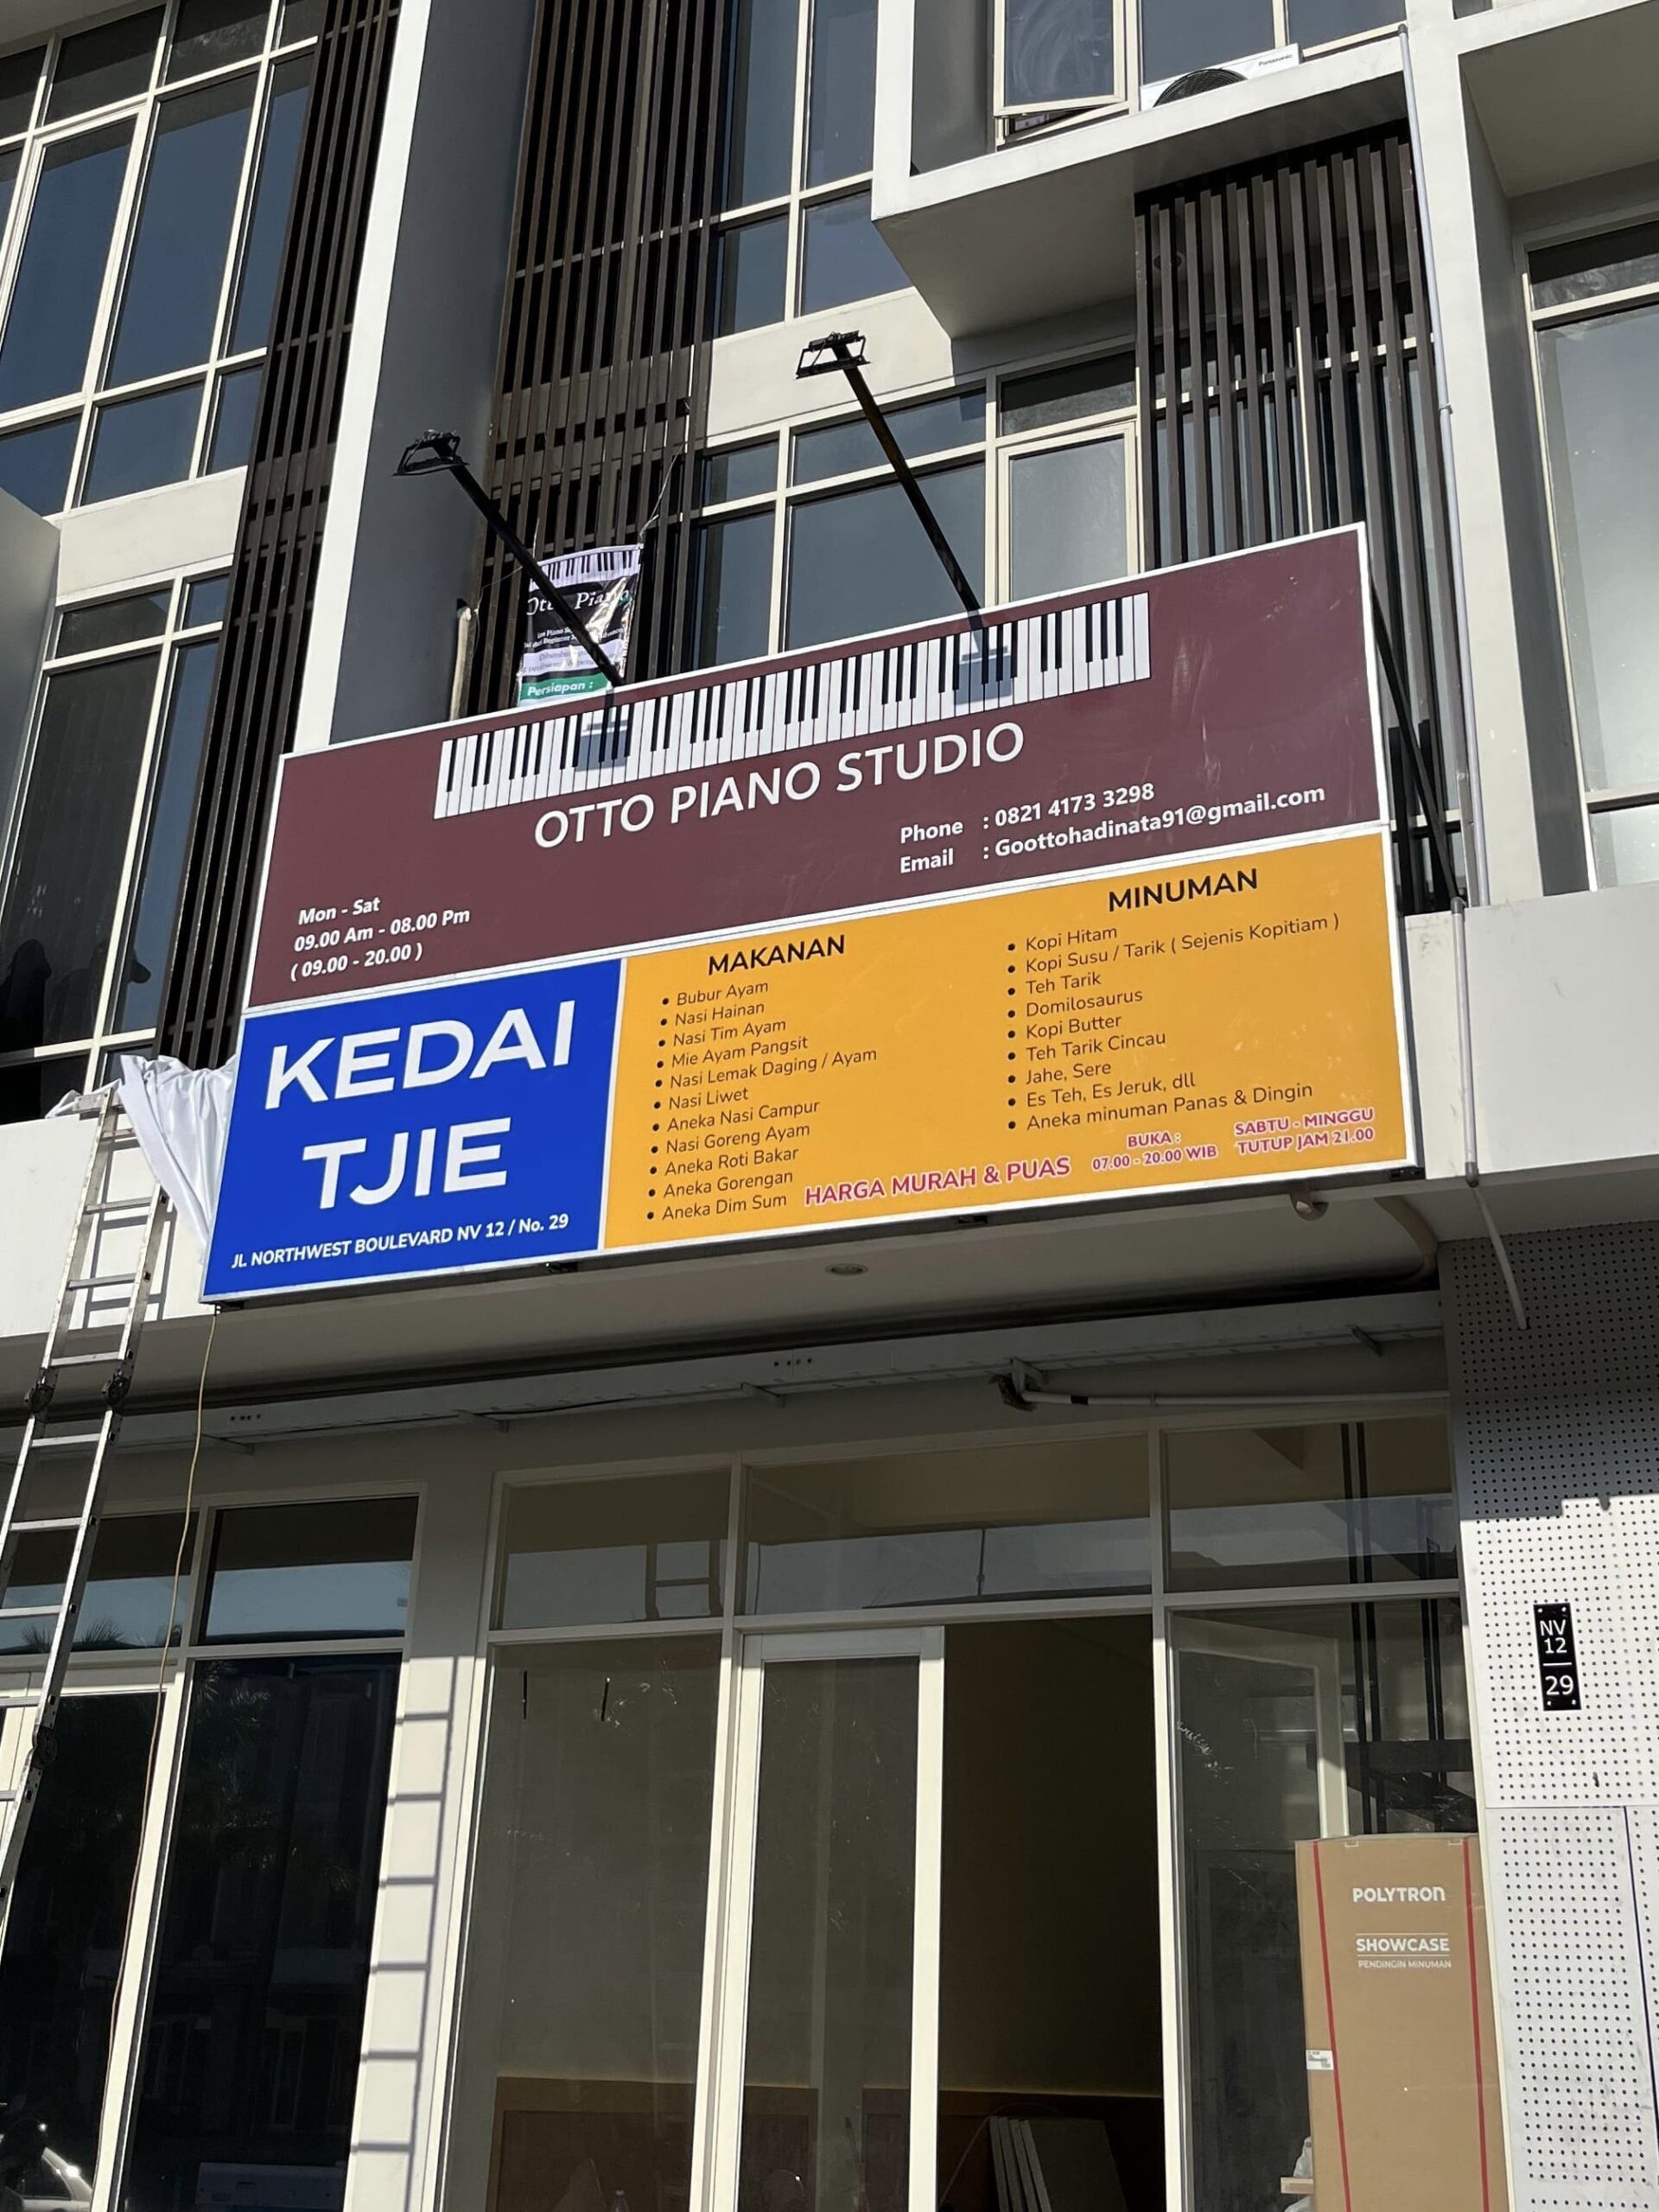 Panasonic
Otto Piano
Persiapan :
OTTO PIANO STUDIO
Phone : 0821 4173 3298
Email : Goottohadinata91@gmail.com
Mon - Sat
09.00 Am - 08.00 Pm
( 09.00 - 20.00 )
KEDAI
TJIE
JL NORTHWEST BOULEVARD NV 12 / No. 29
MAKANAN
• Bubur Ayam
• Nasi Hainan
• Nasi Tim Ayam
• Mie Ayam Pangsit
• Nasi Lemak Daging / Ayam
• Nasi Liwet
• Aneka Nasi Campur
• Nasi Goreng Ayam
• Aneka Roti Bakar
• Aneka Gorengan
• Aneka Dim Sum
MINUMAN
• Kopi Hitam
• Kopi Susu / Tarik ( Sejenis Kopitiam )
• Teh Tarik
• Domilosaurus
• Kopi Butter
• Teh Tarik Cincau
• Jahe, Sere
• Es Teh, Es Jeruk, dll
• Aneka minuman Panas & Dingin
HARGA MURAH & PUAS
BUKA :
07.00 - 20.00 WIB
SABTU - MINGGU
TUTUP JAM 21.00
NV
12
29
POLYTRON
SHOWCASE
PENDINGIN MINUMAN